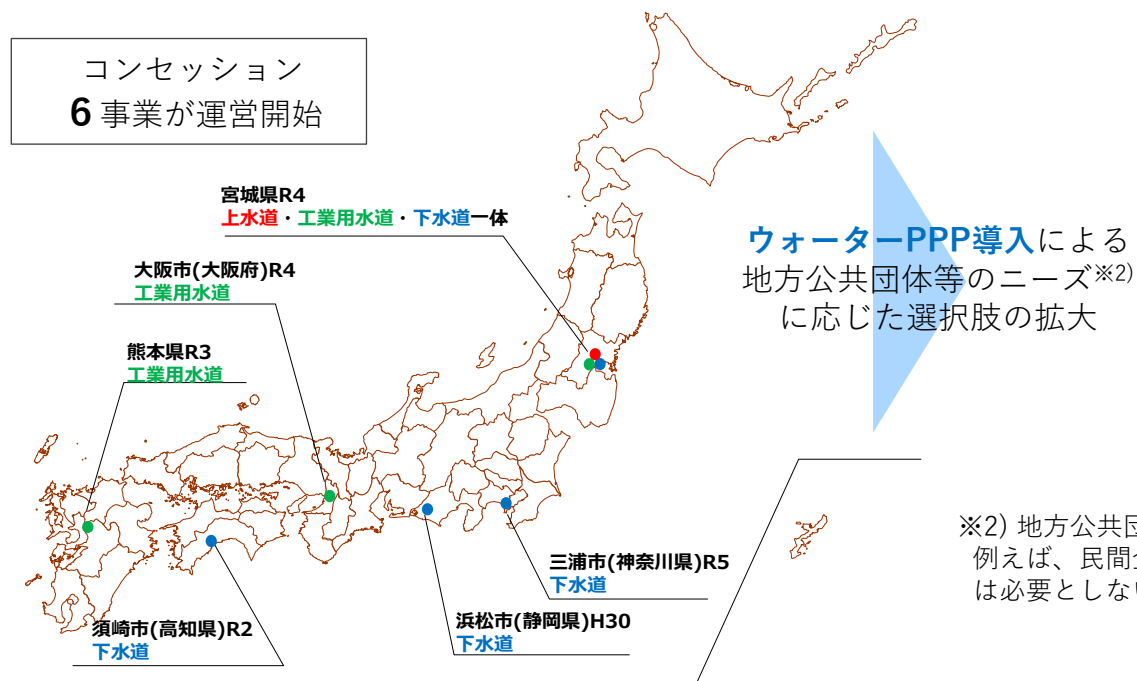 コンセッション
6 事業が運営開始
宮城県R4
上水道・工業用水道・下水道一体
大阪市(大阪府)R4
工業用水道
熊本県R3
工業用水道
ウォーターPPP導入による
地方公共団体等のニーズ※2)
に応じた選択肢の拡大
三浦市(神奈川県)R5
下水道
浜松市(静岡県)H30
下水道
須崎市(高知県)R2
下水道
※2) 地方公共団
例えば、民間
は必要としない